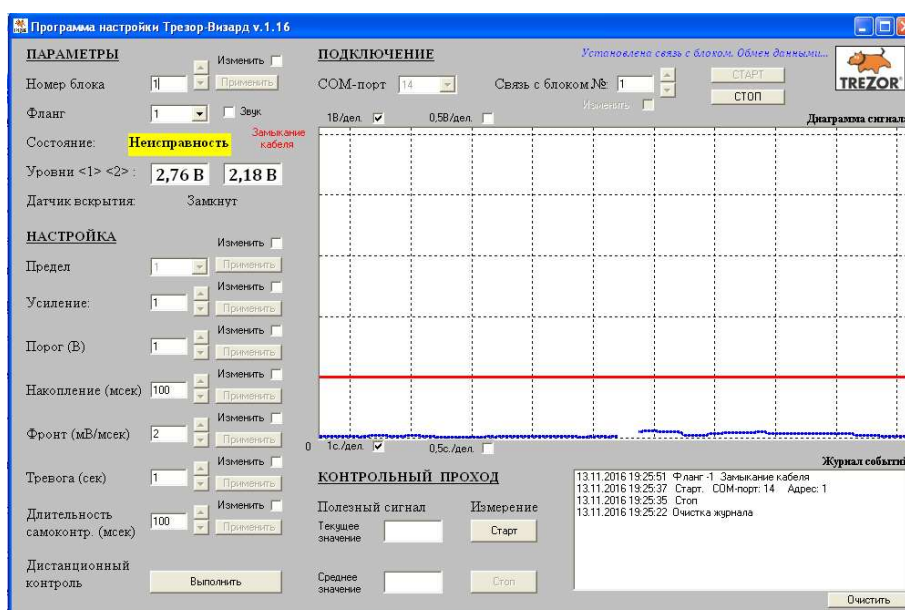 Программа настройки Трезор-Визард v.1.16
ПАРАМЕТРЫ
Изменить
Номер блока 1 Применить
Фланг 1 Звук
Состояние: Неисправность Замыкание кабеля
Уровни <1> <2> : 2,76 В 2,18 В
Датчик вскрытия: Замкнут
НАСТРОЙКА
Изменить
Предел 1 Применить
Изменить
Усиление: 1 Применить
Изменить
Порог (В) 1 Применить
Изменить
Накопление (мсек) 100 Применить
Изменить
Фронт (мВ/мсек) 2 Применить
Изменить
Тревога (сек) 1 Применить
Изменить
Длительность самоконтр. (мсек) 100 Применить
Дистанционный контроль Выполнить
ПОДКЛЮЧЕНИЕ
Установлена связь с блоком. Обмен данными...
TREZOR
COM-порт 14 Связь с блоком №: 1 СТАРТ
Изменить СТОП
1В/дел. 0,5В/дел. Диаграмма сигнала
0 1с./дел. 0,5с./дел.
КОНТРОЛЬНЫЙ ПРОХОД
Полезный сигнал Измерение
Текущее значение Старт
Среднее значение Стоп
Журнал событий
13.11.2016 19:25:51 Фланг -1 Замыкание кабеля
13.11.2016 19:25:37 Старт. COM-порт: 14 Адрес: 1
13.11.2016 19:25:35 Стоп
13.11.2016 19:25:22 Очистка журнала
Очистить